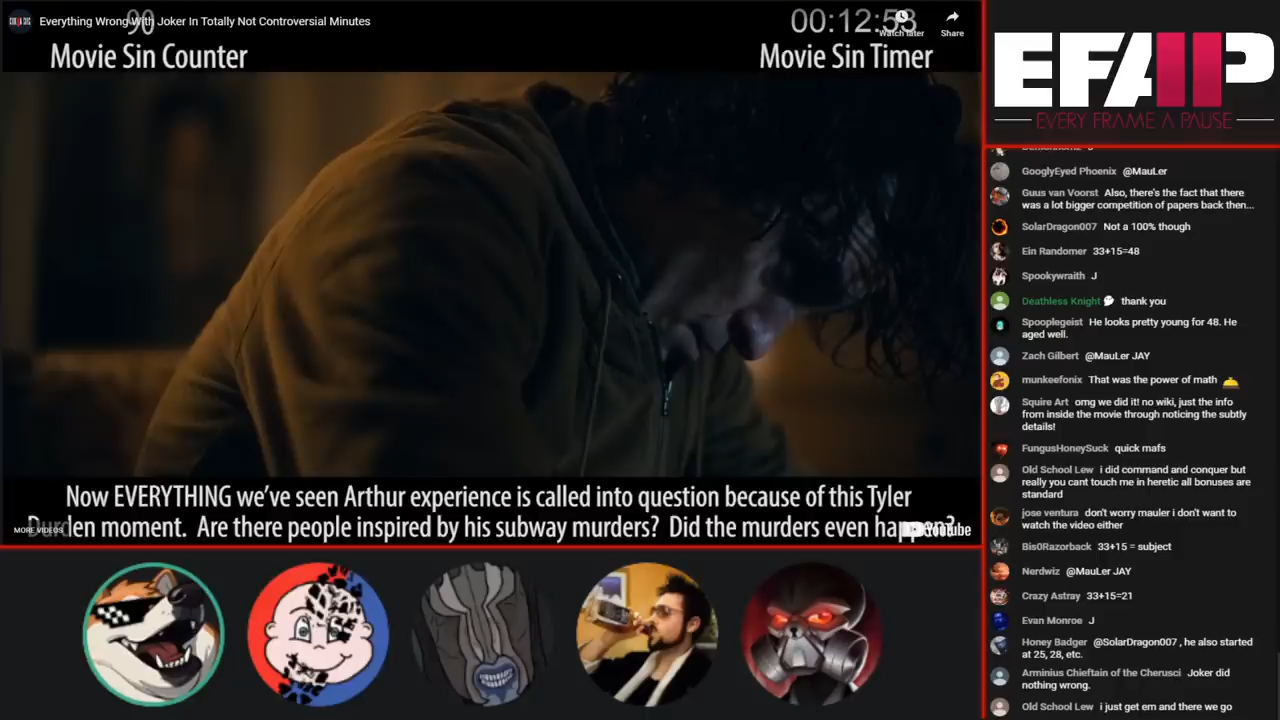 Everything Wrong With Joker In Totally Not Controversial Minutes
90
Movie Sin Counter
00:12:53
Movie Sin Timer
Watch later
Share
Now EVERYTHING we've seen Arthur experience is called into question because of this Tyler
Durden moment. Are there people inspired by his subway murders? Did the murders even happen?
MORE VIDEOS
YouTube
EFAP
EVERY FRAME A PAUSE
GooglyEyed Phoenix @MauLer
Guus van Voorst Also, there's the fact that there
was a lot bigger competition of papers back then...
SolarDragon007 Not a 100% though
Ein Randomer 33+15=48
Spookywraith J
Deathless Knight thank you
Spooplegeist He looks pretty young for 48. He
aged well.
Zach Gilbert @MauLer JAY
munkeefonix That was the power of math
Squire Art omg we did it! no wiki, just the info
from inside the movie through noticing the subtly
details!
FungusHoneySuck quick mafs
Old School Lew i did command and conquer but
really you cant touch me in heretic all bonuses are
standard
jose ventura don't worry mauler i don't want to
watch the video either
Bis0Razorback 33+15 = subject
Nerdwiz @MauLer JAY
Crazy Astray 33+15=21
Evan Monroe J
Honey Badger @SolarDragon007 , he also started
at 25, 28, etc.
Arminius Chieftain of the Cherusci Joker did
nothing wrong.
Old School Lew i just get em and there we go